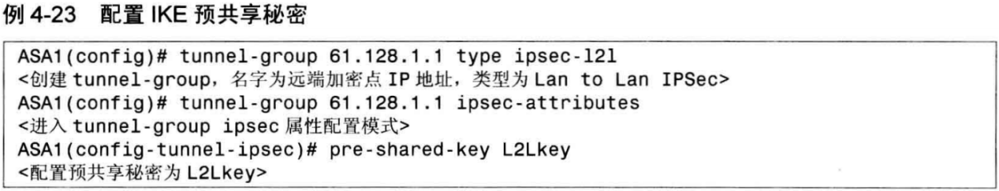 例 4-23 配置 IKE 预共享秘密
ASA1(config)# tunnel-group 61.128.1.1 type ipsec-l2l
<创建 tunnel-group，名字为远端加密点 IP 地址，类型为 Lan to Lan IPSec>
ASA1(config)# tunnel-group 61.128.1.1 ipsec-attributes
<进入 tunnel-group ipsec 属性配置模式>
ASA1(config-tunnel-ipsec)# pre-shared-key L2Lkey
<配置预共享秘密为 L2Lkey>